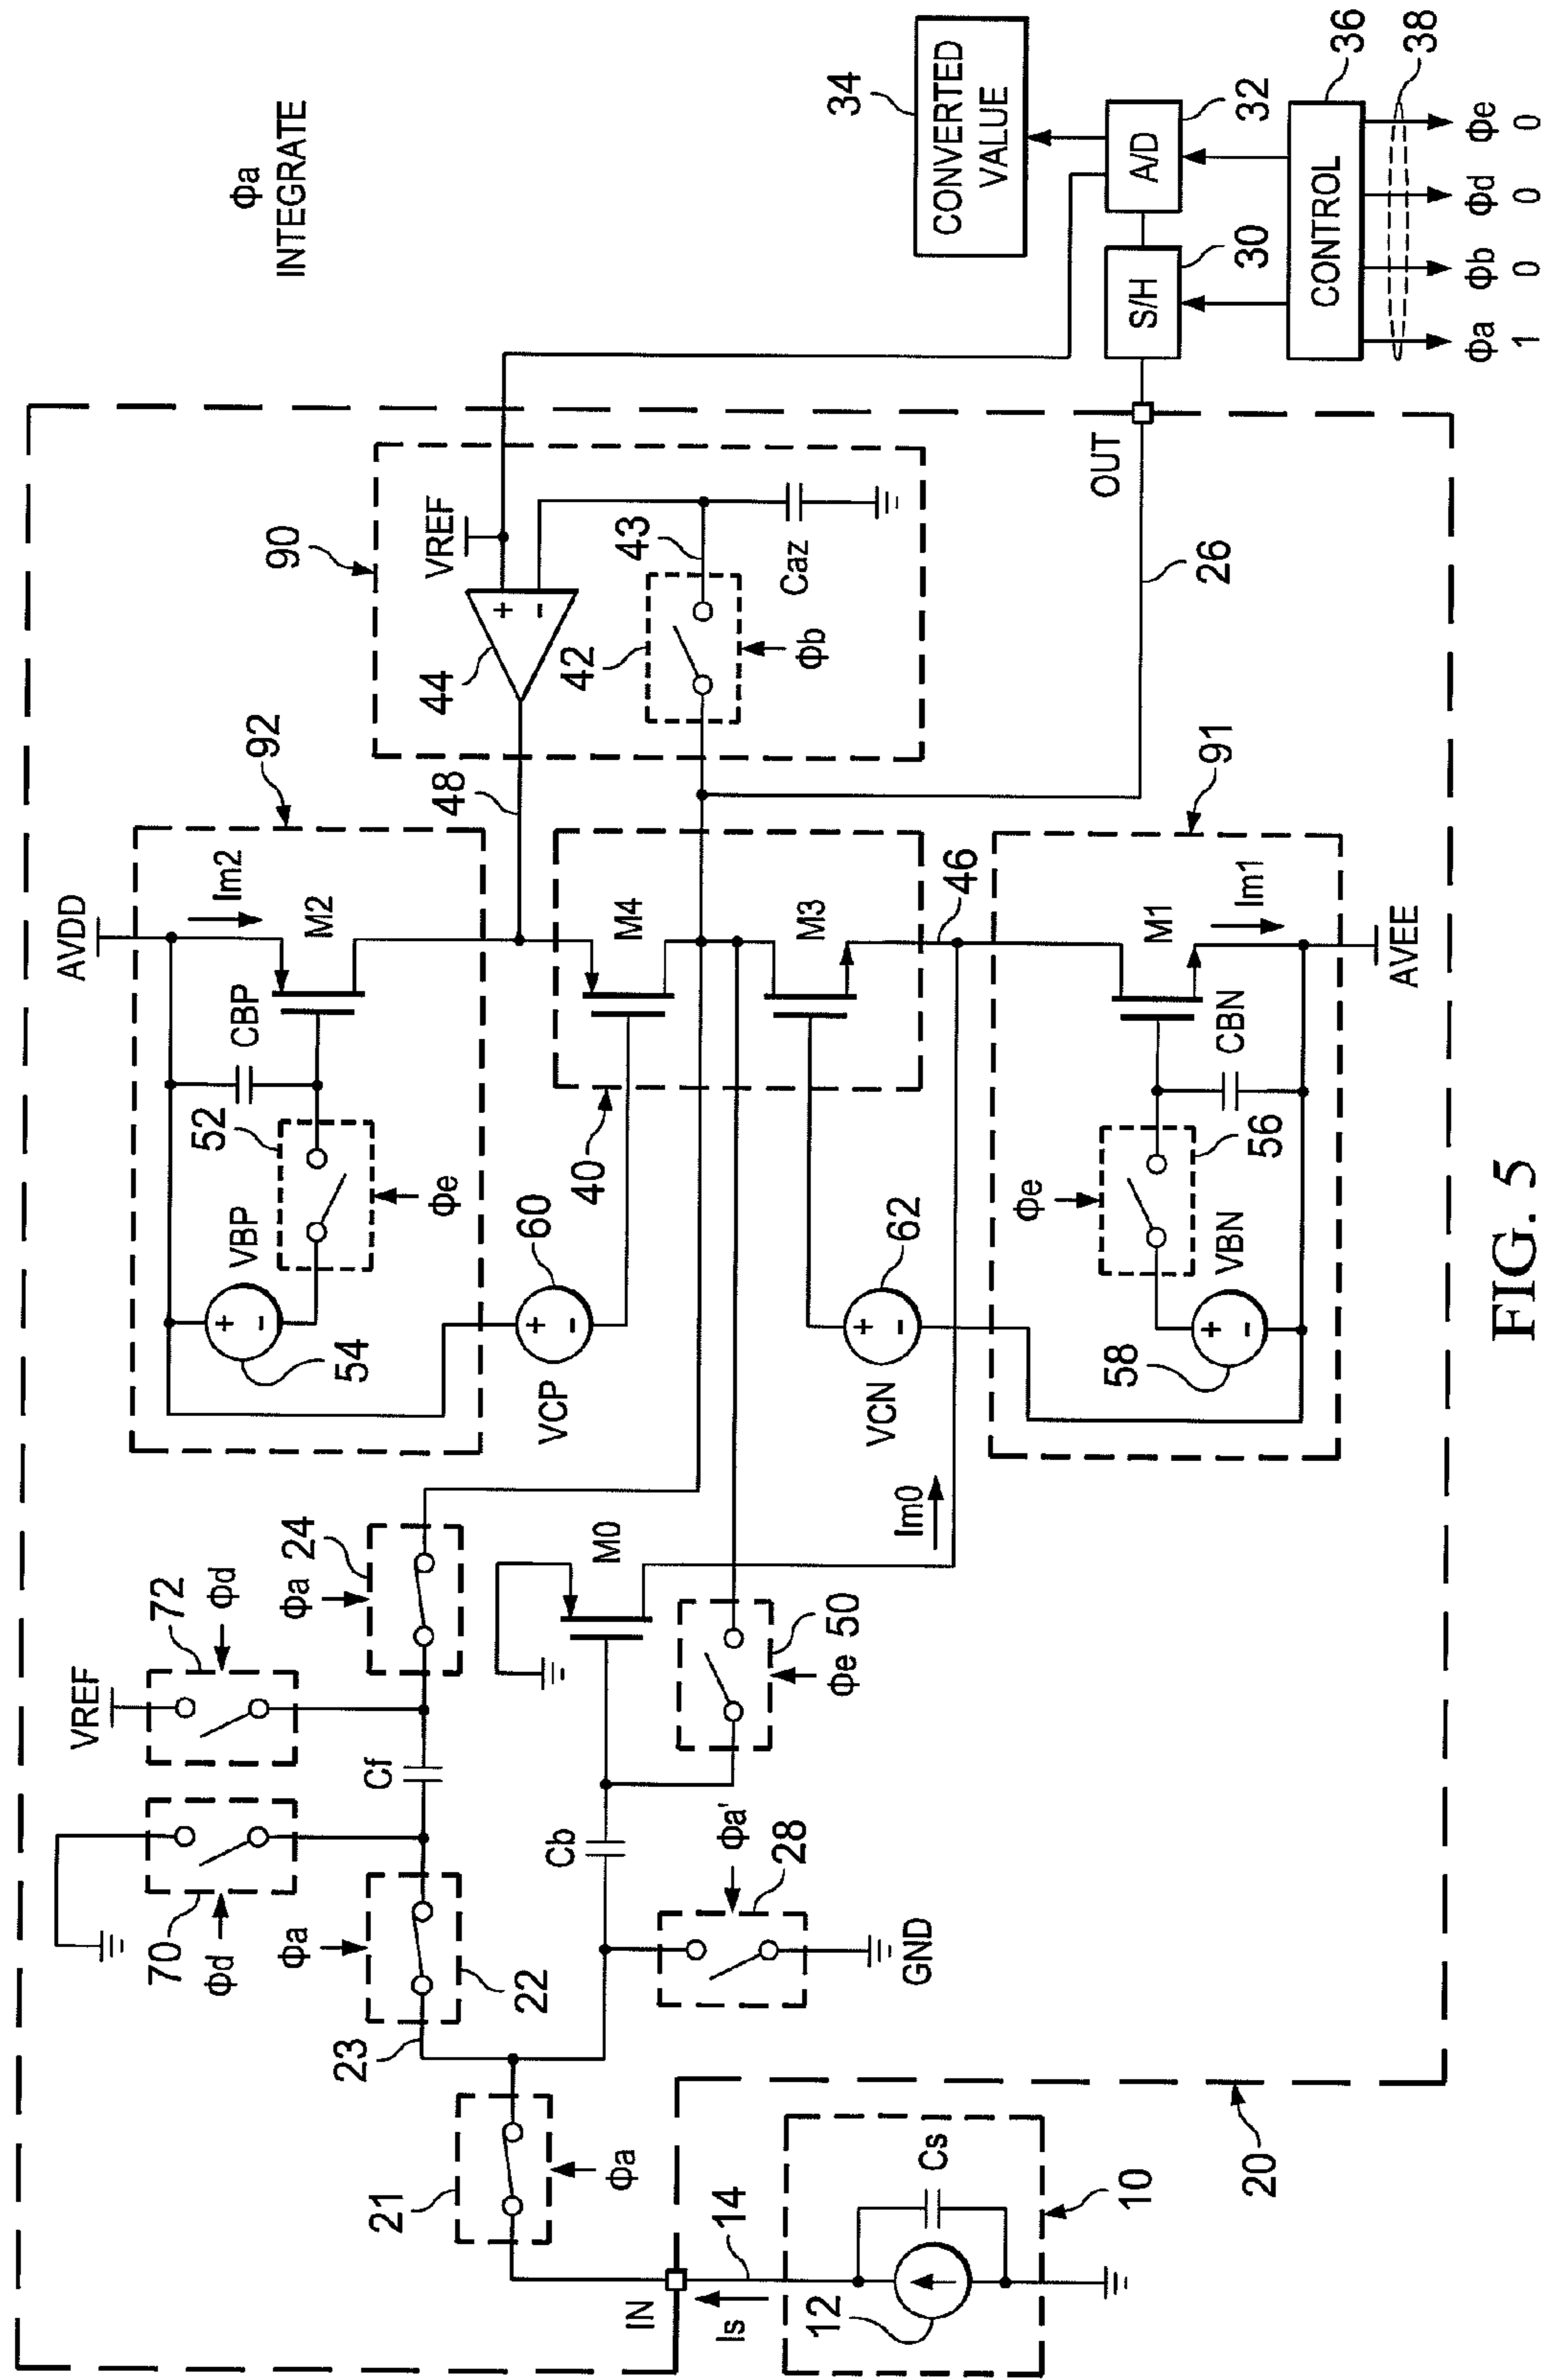 Φa
INTEGRATE
AVDD
92
Im2
M2
CBP
52
VBP
54
Φe
VCP
60
48
90
VREF
+
-
44
42
43
Φb
Caz
40
M4
M3
46
VCN
62
OUT
26
91
M1
Im1
CBN
56
Φe
VBN
58
AVEE
VREF
72
Φd
Φa
24
70
Φd
Cf
Φa
22
23
M0
Im0
Φe
50
Cb
Φa'
28
GND
21
Φa
IN
Is
14
12
Cs
10
20
34
CONVERTED
VALUE
S/H
30
A/D
32
CONTROL
36
38
Φa Φb Φd Φe
1 0 0 0
FIG. 5